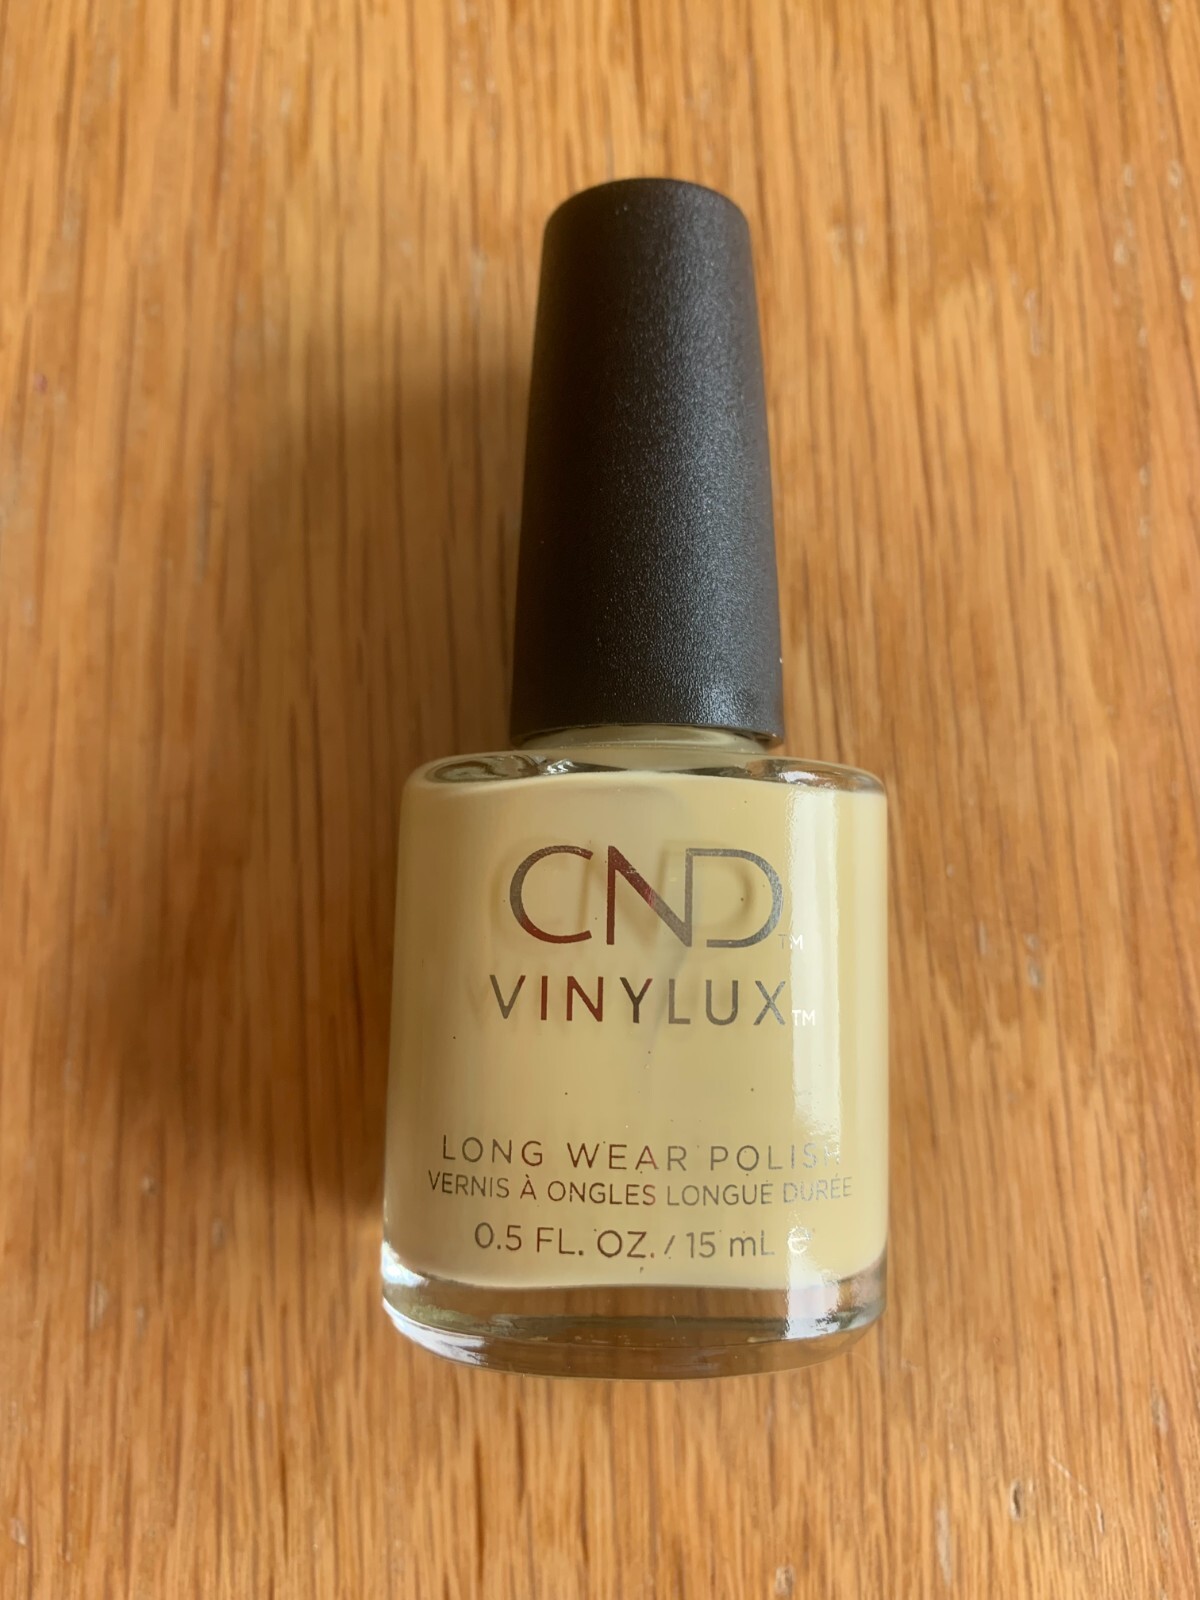 CND™
VINYLUX™
LONG WEAR POLISH
VERNIS À ONGLES LONGUE DURÉE
0.5 FL. OZ. / 15 mL ℮